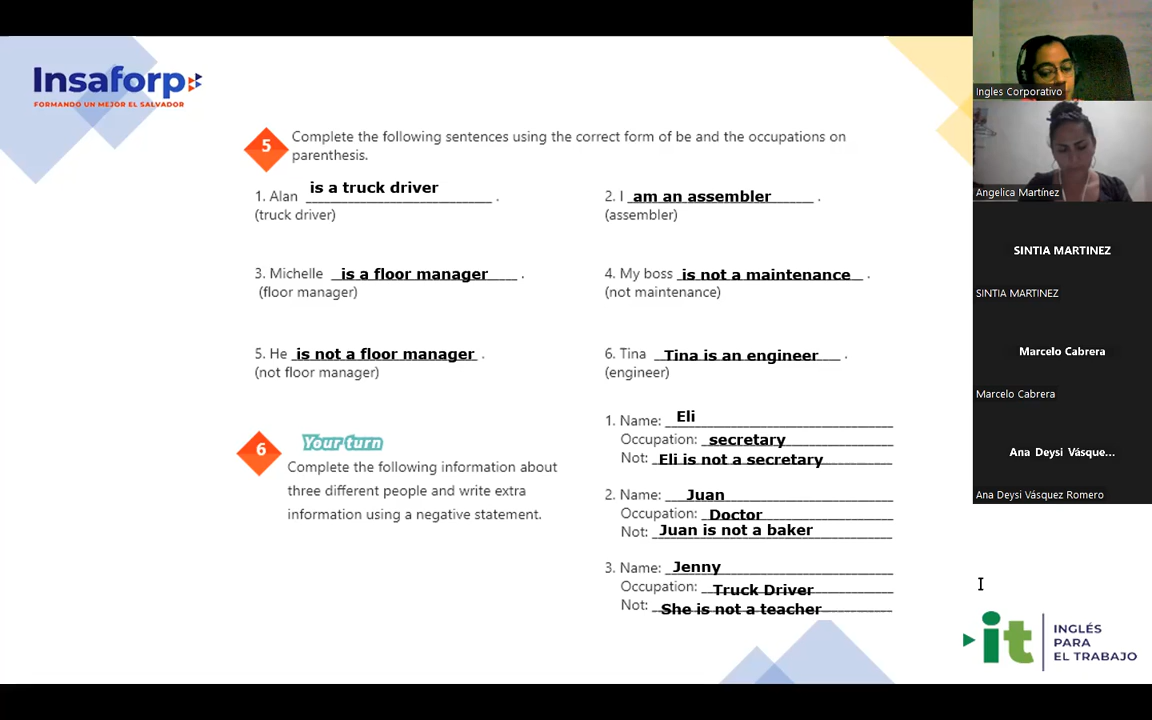 Insaforp
FORMANDO UN MEJOR EL SALVADOR
5
Complete the following sentences using the correct form of be and the occupations on
parenthesis.
1. Alan is a truck driver .
(truck driver)
2. I am an assembler .
(assembler)
3. Michelle is a floor manager .
(floor manager)
4. My boss is not a maintenance .
(not maintenance)
5. He is not a floor manager .
(not floor manager)
6. Tina Tina is an engineer .
(engineer)
6
Your turn
Complete the following information about
three different people and write extra
information using a negative statement.
1. Name: Eli
Occupation: secretary
Not: Eli is not a secretary
2. Name: Juan
Occupation: Doctor
Not: Juan is not a baker
3. Name: Jenny
Occupation: Truck Driver
Not: She is not a teacher
Ingles Corporativo
Angelica Martínez
SINTIA MARTINEZ
SINTIA MARTINEZ
Marcelo Cabrera
Marcelo Cabrera
Ana Deysi Vásque...
Ana Deysi Vásquez Romero
it
INGLÉS
PARA
EL TRABAJO